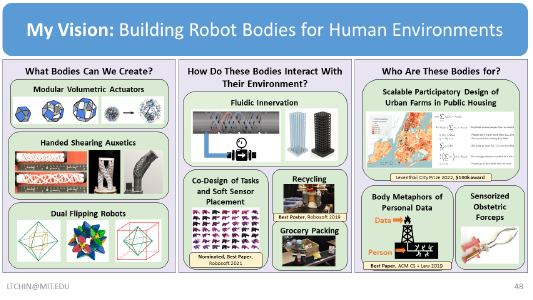 My Vision: Building Robot Bodies for Human Environments
What Bodies Can We Create?
Modular Volumetric Actuators
Handed Shearing Auxetics
Dual Flipping Robots
How Do These Bodies Interact With
Their Environment?
Fluidic Innervation
Co-Design of Tasks
and Soft Sensor
Placement
Nominated, Best Paper,
Robosoft 2021
Recycling
Best Poster, Robosoft 2019
Grocery Packing
Who Are These Bodies for?
Scalable Participatory Design of
Urban Farms in Public Housing
Leventhal City Prize 2022, $100k award
Body Metaphors of
Personal Data
Data
Person
Best Paper, ACM CS + Law 2019
Sensorized
Obstetric
Forceps
LTCHIN@MIT.EDU
48